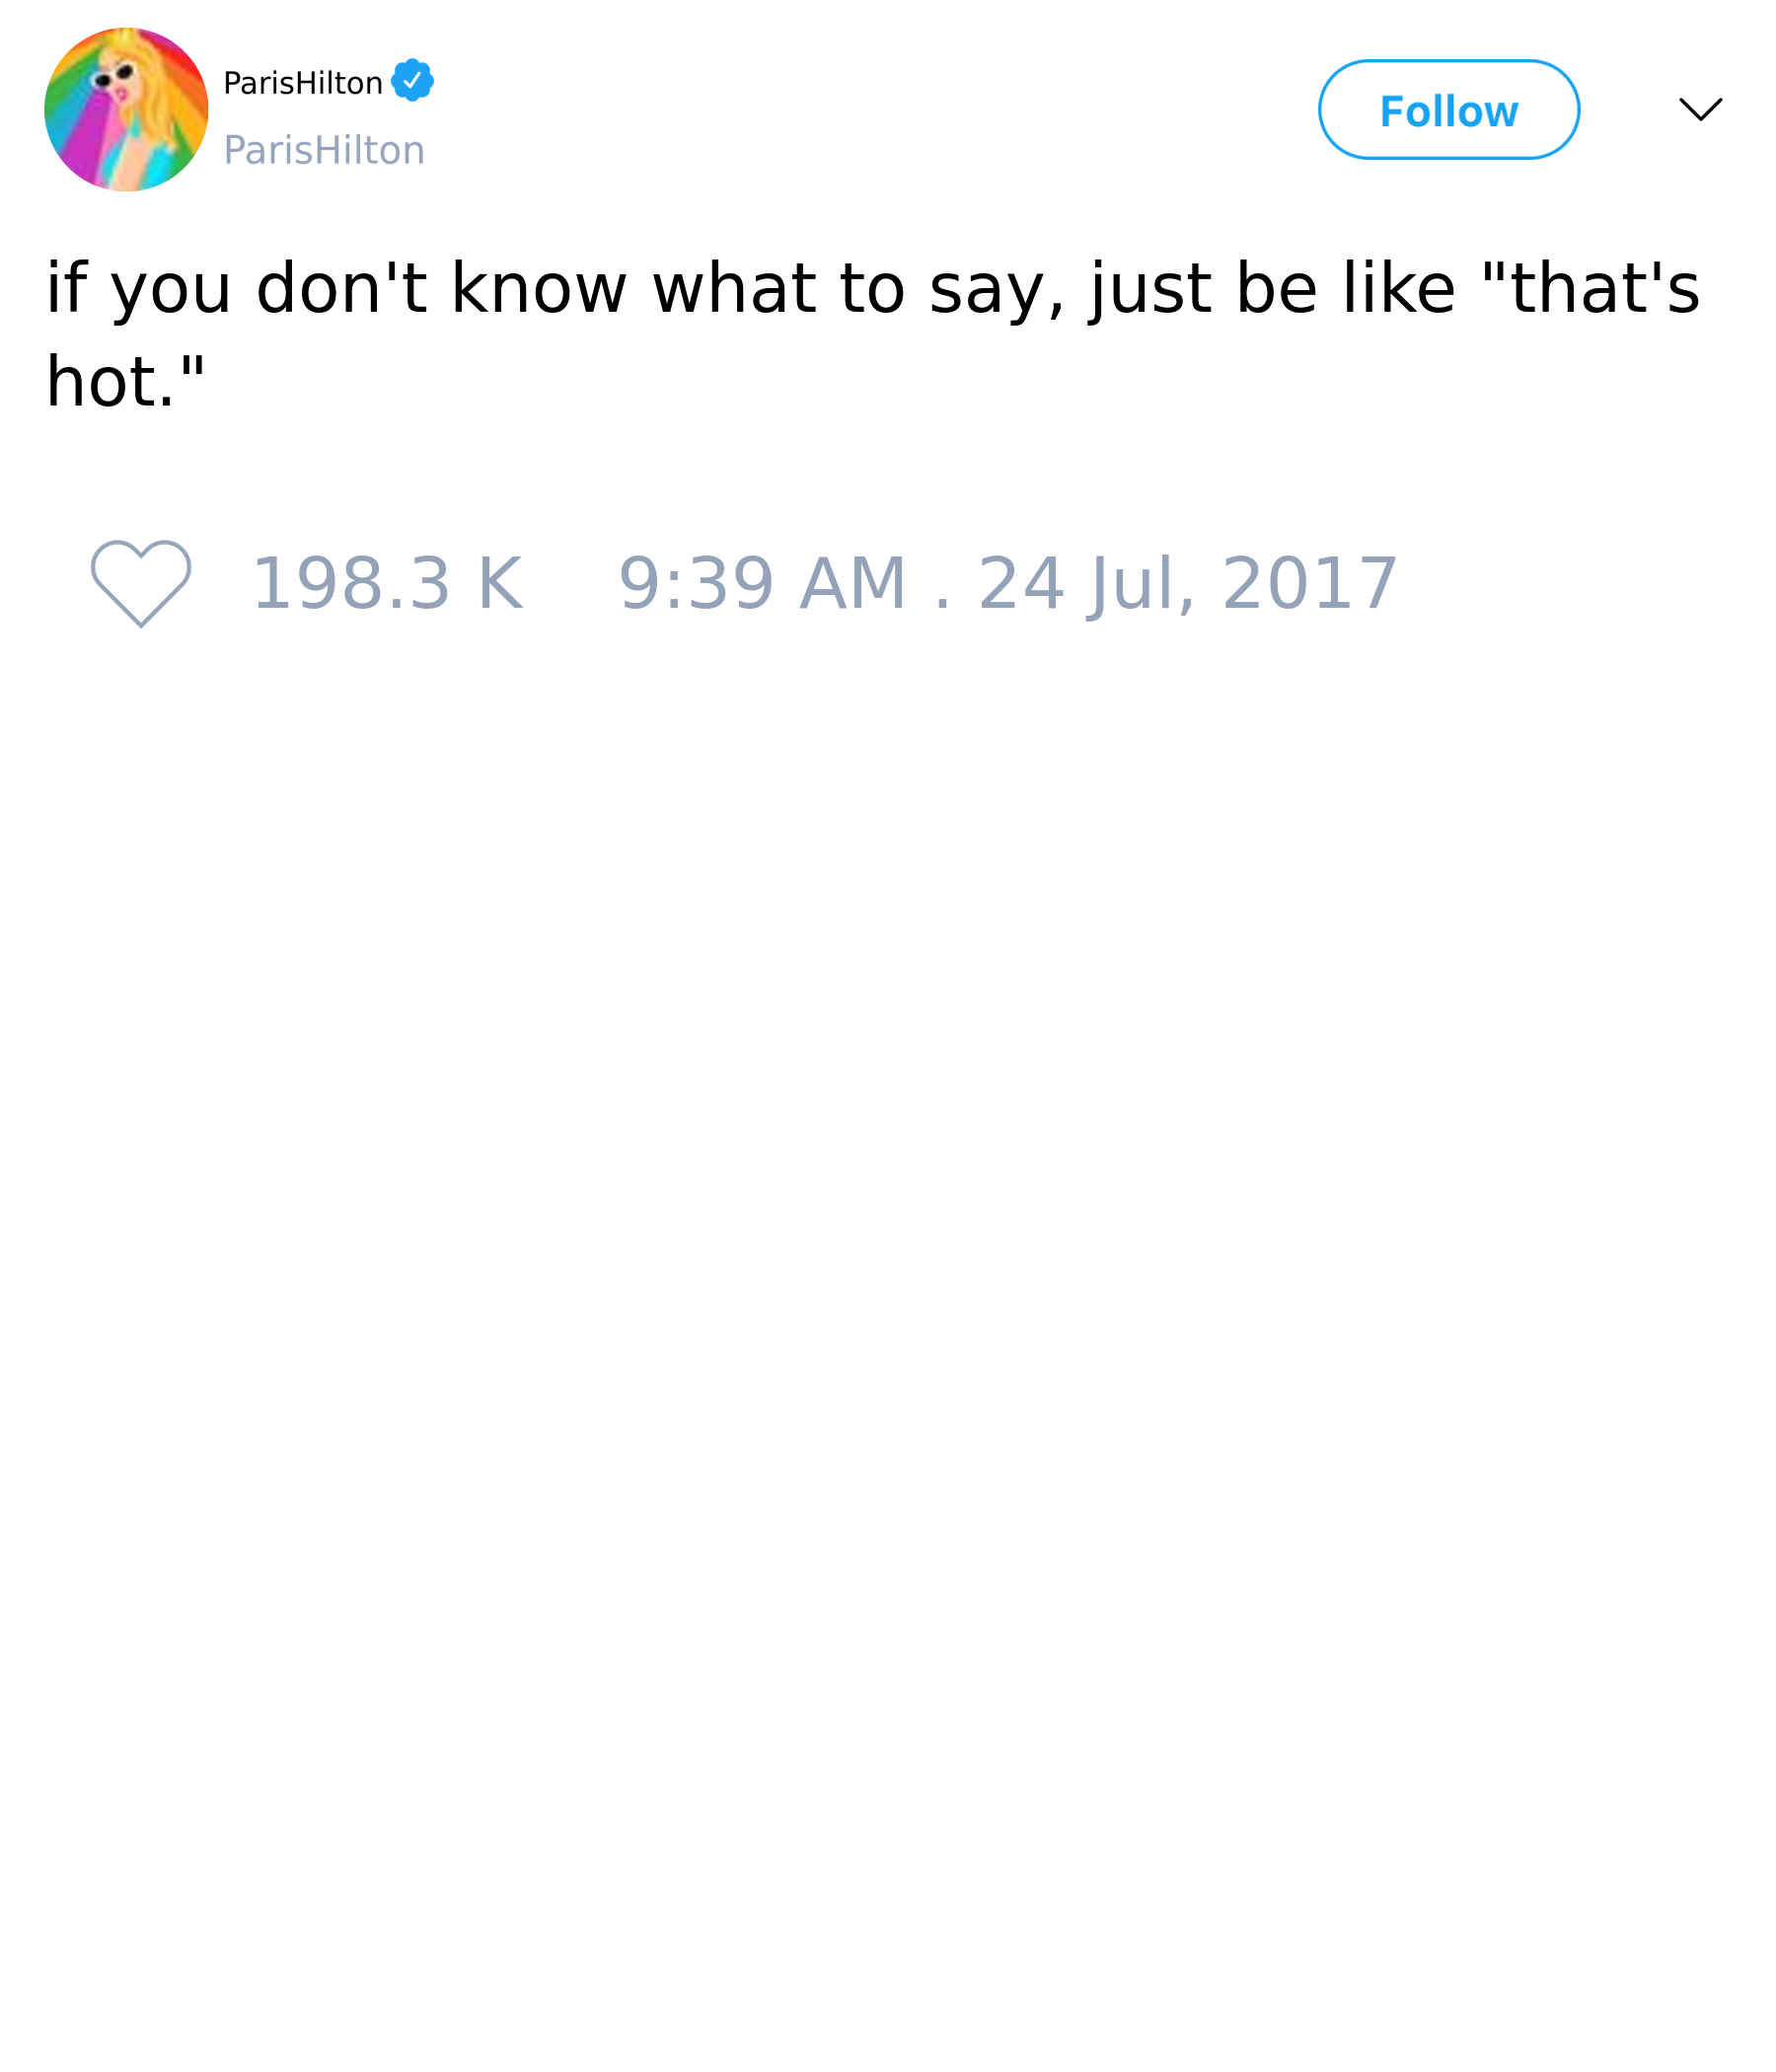 ParisHilton
ParisHilton
Follow
if you don't know what to say, just be like "that's
hot."
198.3 K 9:39 AM . 24 Jul, 2017